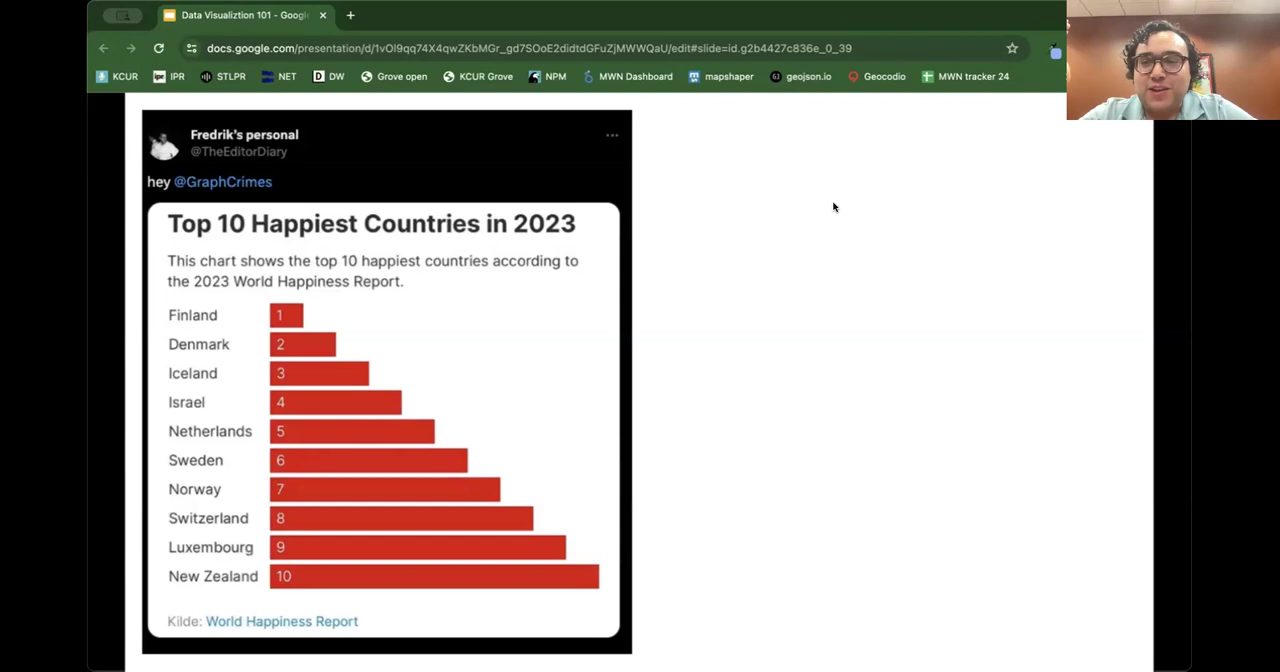 Data Visualiztion 101 - Goog
docs.google.com/presentation/d/1vOl9qq74X4qwZKbMGr_gd7SOoE2didtdGFuZjMWWQaU/edit#slide=id.g2b4427c836e_0_39
KCUR IPR STLPR NET DW Grove open KCUR Grove NPM MWN Dashboard mapshaper geojson.io Geocodio MWN tracker 24
Fredrik's personal
@TheEditorDiary
hey @GraphCrimes
Top 10 Happiest Countries in 2023
This chart shows the top 10 happiest countries according to
the 2023 World Happiness Report.
Finland 1
Denmark 2
Iceland 3
Israel 4
Netherlands 5
Sweden 6
Norway 7
Switzerland 8
Luxembourg 9
New Zealand 10
Kilde: World Happiness Report